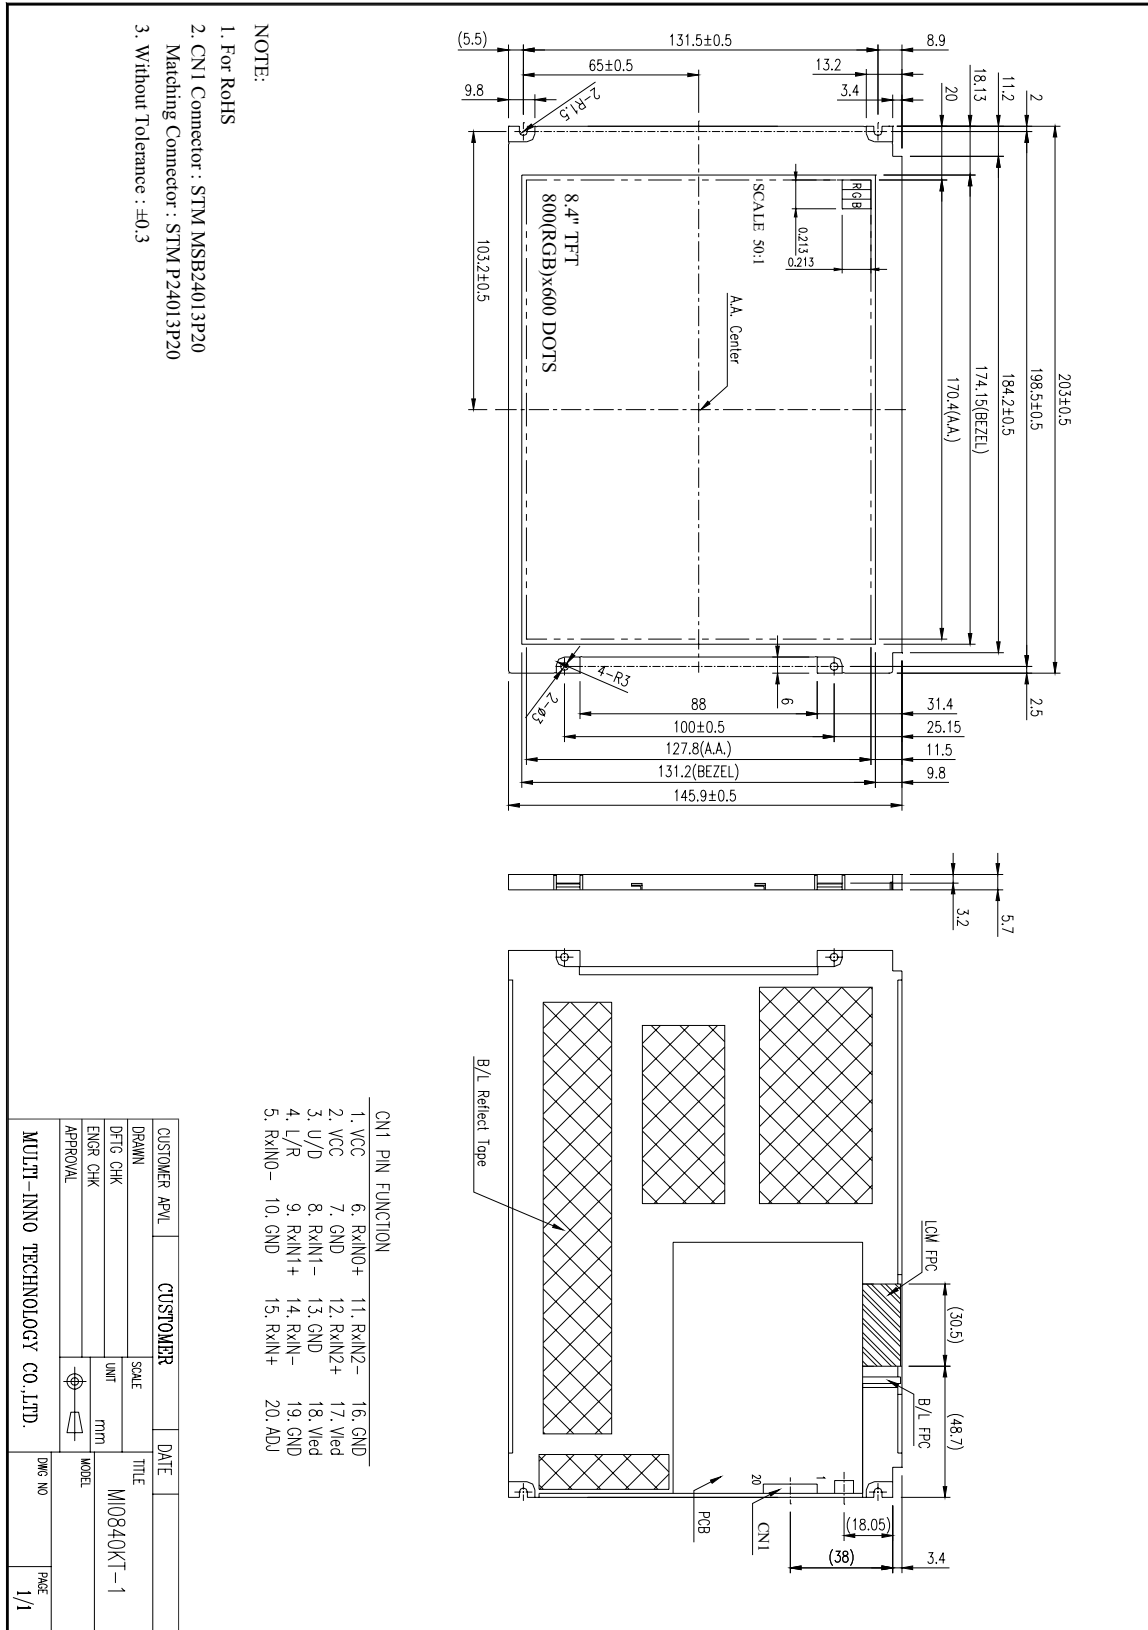 203±0.5
198.5±0.5
184.2±0.5
174.15(BEZEL)
170.4(A.A.)
2
11.2
18.13
20
2.5
8.9
131.5±0.5
(5.5)
13.2
65±0.5
3.4
9.8
2-R1.5
R G B
0.213
0.213
SCALE 50:1
8.4" TFT
800(RGB)x600 DOTS
A.A. Center
103.2±0.5
31.4
25.15
11.5
9.8
6
88
100±0.5
127.8(A.A.)
131.2(BEZEL)
145.9±0.5
4-R3
2-ø3
5.7
3.2
LCM FPC
(30.5)
B/L FPC
(48.7)
3.4
(18.05)
(38)
1
20
CN1
PCB
B/L Reflect Tape
NOTE:
1. For RoHS
2. CN1 Connector : STM MSB24013P20
Matching Connector : STM P24013P20
3. Without Tolerance : ±0.3
CN1 PIN FUNCTION
1. VCC 6. RxIN0+ 11. RxIN2- 16. GND
2. VCC 7. GND 12. RxIN2+ 17. Vled
3. U/D 8. RxIN1- 13. GND 18. Vled
4. L/R 9. RxIN1+ 14. RxIN- 19. GND
5. RxIN0- 10. GND 15. RxIN+ 20. ADJ
CUSTOMER APVL CUSTOMER DATE
DRAWN
DFTG CHK
ENGR CHK
APPROVAL
SCALE
UNIT mm
TITLE MI0840KT-1
MODEL
MULTI-INNO TECHNOLOGY CO.,LTD.
DWG NO
PAGE 1/1